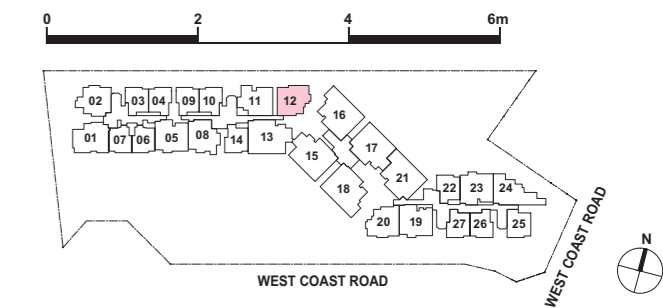 0 2 4 6m
02 03 04 09 10 11 12 16
01 07 06 05 08 14 13 15 17
18 21 22 23 24
20 19 27 26 25
WEST COAST ROAD
WEST COAST ROAD
N